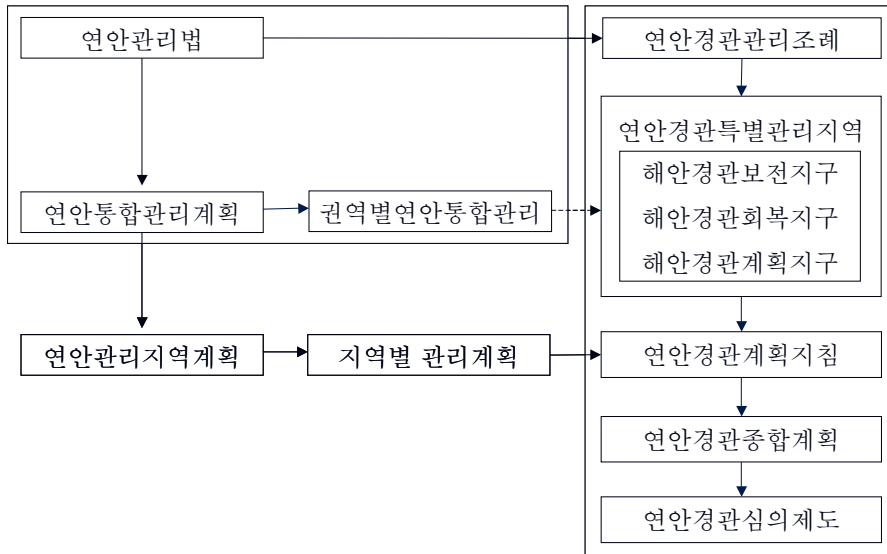 연안관리법
연안경관관리조례
연안경관특별관리지역
해안경관보전지구
연안통합관리계획
권역별연안통합관리
해안경관회복지구
해안경관계획지구
연안관리지역계획
지역별 관리계획
연안경관계획지침
연안경관종합계획
연안경관심의제도